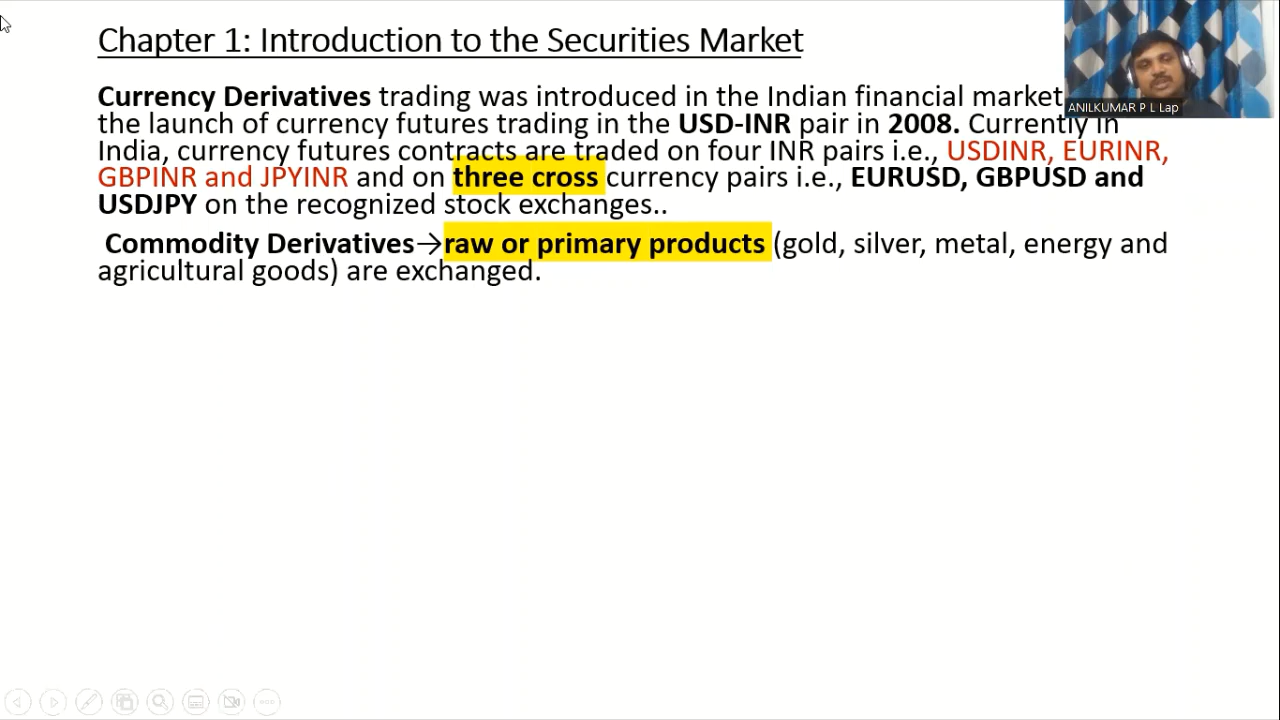 Chapter 1: Introduction to the Securities Market
ANILKUMAR P L Lap
Currency Derivatives trading was introduced in the Indian financial market
the launch of currency futures trading in the USD-INR pair in 2008. Currently in
India, currency futures contracts are traded on four INR pairs i.e., USDINR, EURINR,
GBPINR and JPYINR and on three cross currency pairs i.e., EURUSD, GBPUSD and
USDJPY on the recognized stock exchanges..
Commodity Derivatives→raw or primary products (gold, silver, metal, energy and
agricultural goods) are exchanged.